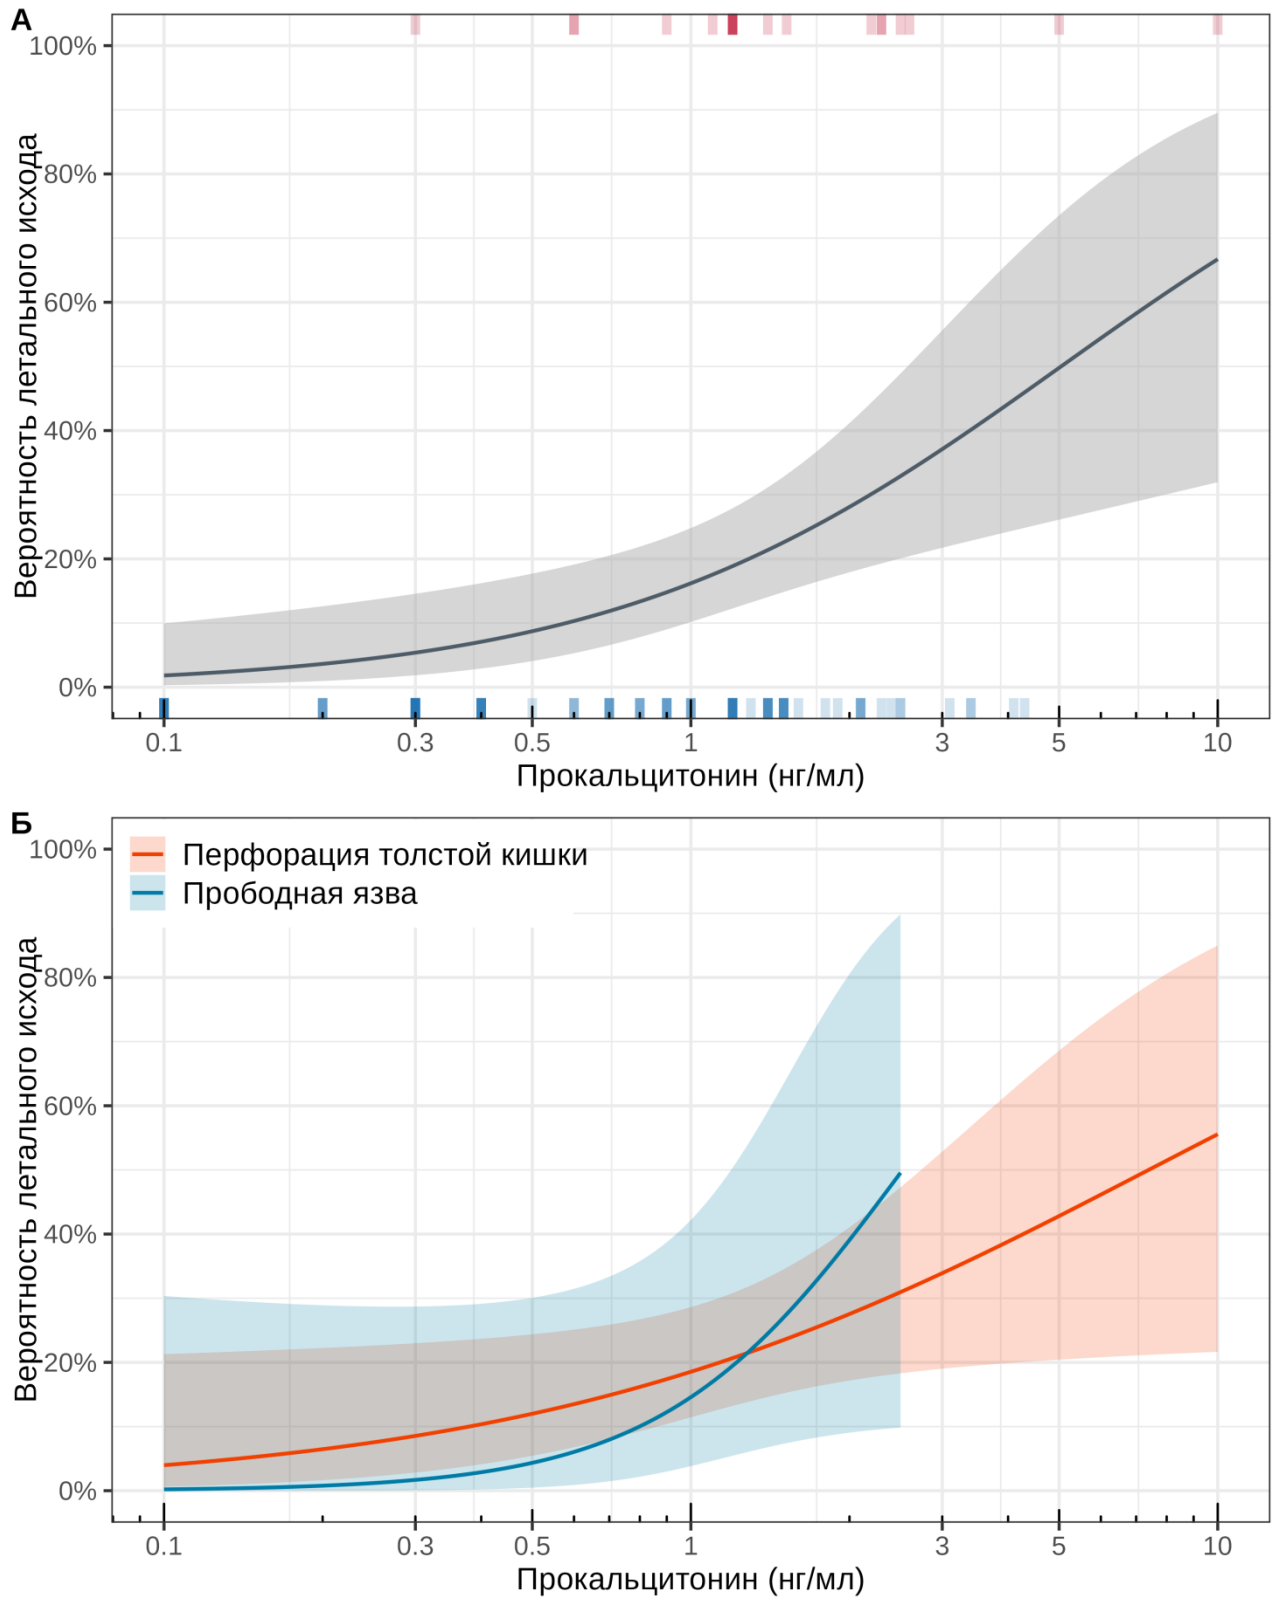 А
100%
80%
60%
40%
20%
0%
Вероятность летального исхода
0.1 0.3 0.5 1 3 5 10
Прокальцитонин (нг/мл)
Б
Перфорация толстой кишки
Прободная язва
100%
80%
60%
40%
20%
0%
Вероятность летального исхода
0.1 0.3 0.5 1 3 5 10
Прокальцитонин (нг/мл)